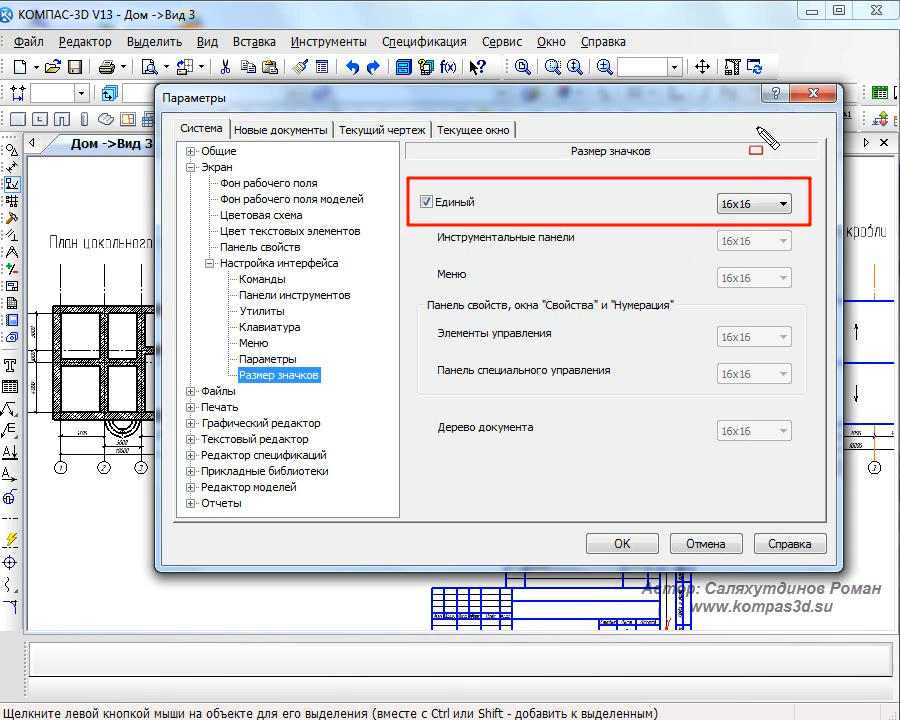 КОМПАС-3D V13 - Дом ->Вид 3
Файл Редактор Выделить Вид Вставка Инструменты Спецификация Сервис Окно Справка
f(x)
Дом ->Вид 3
План цокольного
кровли
Параметры
Система Новые документы Текущий чертеж Текущее окно
Общие
Экран
Фон рабочего поля
Фон рабочего поля моделей
Цветовая схема
Цвет текстовых элементов
Панель свойств
Настройка интерфейса
Команды
Панели инструментов
Утилиты
Клавиатура
Меню
Параметры
Размер значков
Файлы
Печать
Графический редактор
Текстовый редактор
Редактор спецификаций
Прикладные библиотеки
Редактор моделей
Отчеты
Размер значков
Единый 16x16
Инструментальные панели 16x16
Меню 16x16
Панель свойств, окна "Свойства" и "Нумерация"
Элементы управления 16x16
Панель специального управления 16x16
Дерево документа 16x16
OK Отмена Справка
1 2 3
Автор: Саляхутдинов Роман
www.kompas3d.su
Щелкните левой кнопкой мыши на объекте для его выделения (вместе с Ctrl или Shift - добавить к выделенным)